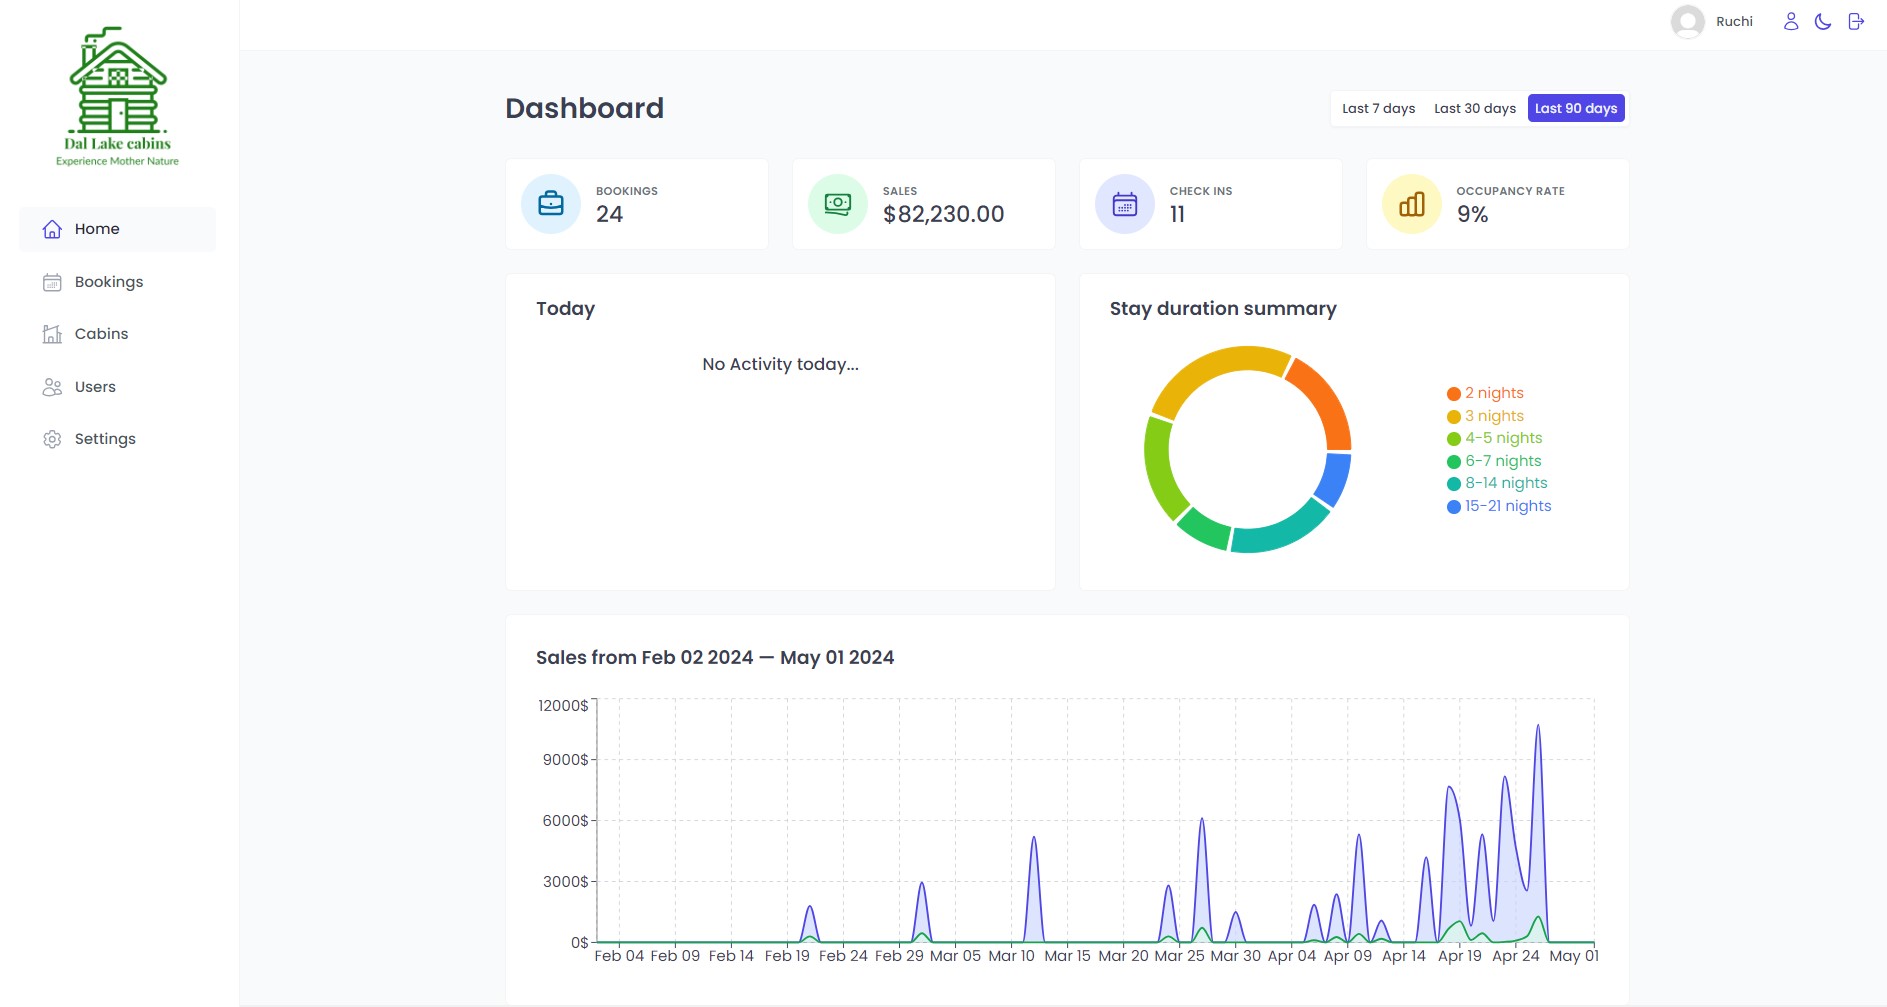 Dal Lake cabins
Experience Mother Nature
Home
Bookings
Cabins
Users
Settings
Ruchi
Dashboard
Last 7 days Last 30 days Last 90 days
BOOKINGS
24
SALES
$82,230.00
CHECK INS
11
OCCUPANCY RATE
9%
Today
No Activity today...
Stay duration summary
2 nights
3 nights
4-5 nights
6-7 nights
8-14 nights
15-21 nights
Sales from Feb 02 2024 — May 01 2024
12000$
9000$
6000$
3000$
0$
Feb 04 Feb 09 Feb 14 Feb 19 Feb 24 Feb 29 Mar 05 Mar 10 Mar 15 Mar 20 Mar 25 Mar 30 Apr 04 Apr 09 Apr 14 Apr 19 Apr 24 May 01